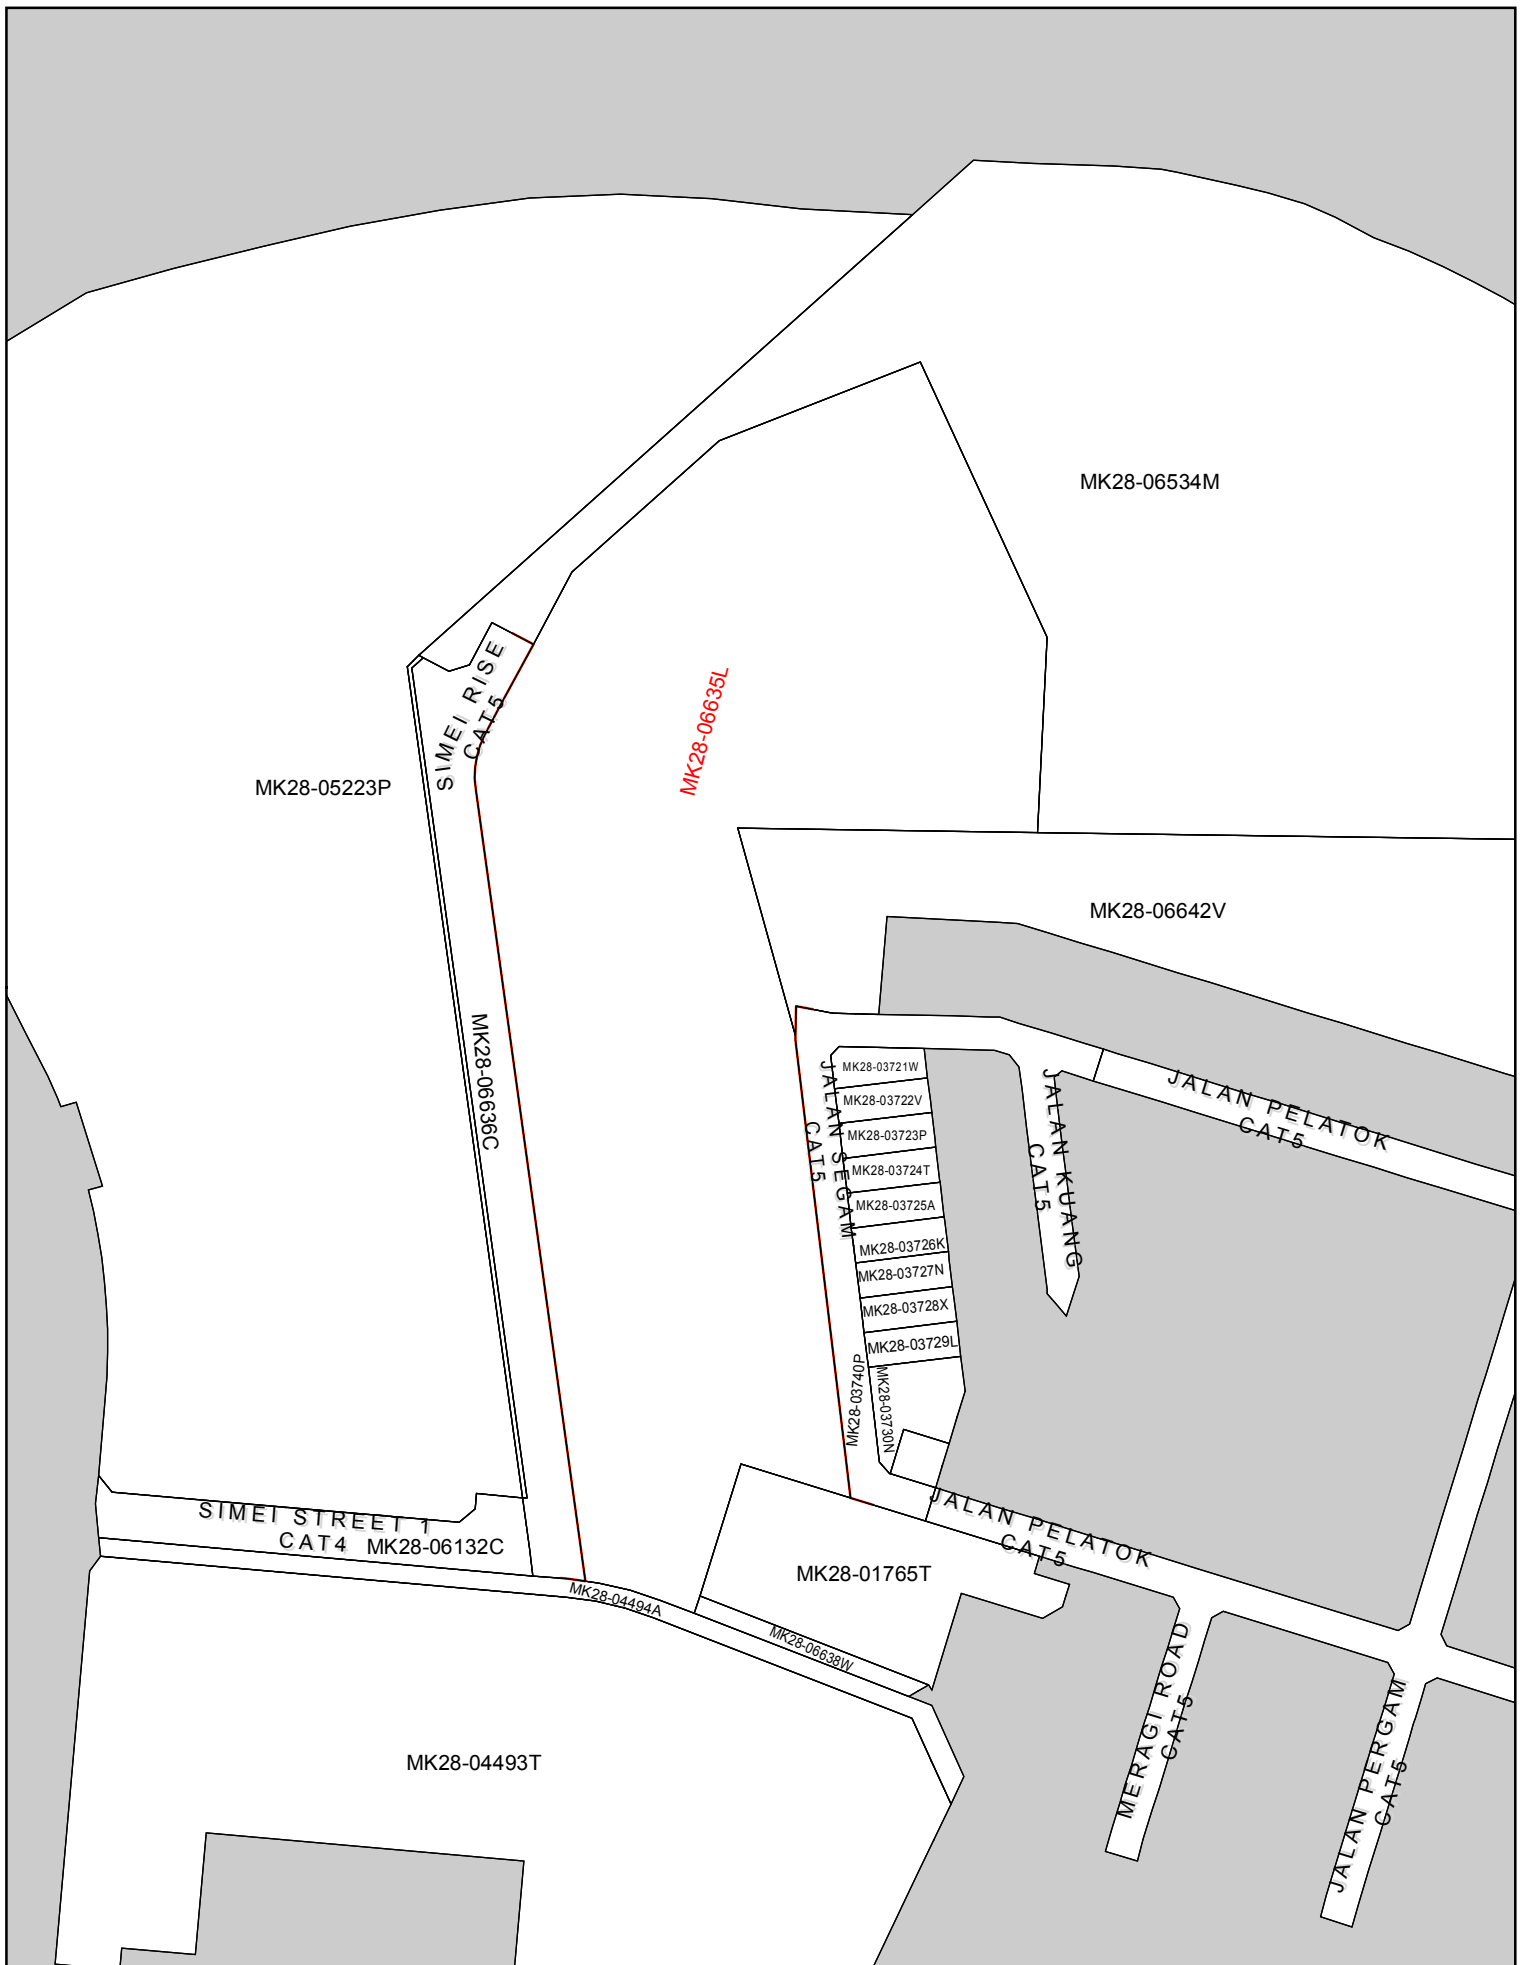 MK28-06534M
SIMEI RISE
CAT5
MK28-06635L
MK28-05223P
MK28-06642V
MK28-06636C
JALAN SEGAM
CAT5
MK28-03721W
MK28-03722V
MK28-03723P
MK28-03724T
MK28-03725A
MK28-03726K
MK28-03727N
MK28-03728X
MK28-03729L
MK28-03740P
MK28-03730N
JALAN KUANG
CAT5
JALAN PELATOK
CAT5
SIMEI STREET 1
CAT4
MK28-06132C
JALAN PELATOK
CAT5
MK28-01765T
MK28-04494A
MK28-06638W
MERAGI ROAD
CAT5
JALAN PERGAM
CAT5
MK28-04493T